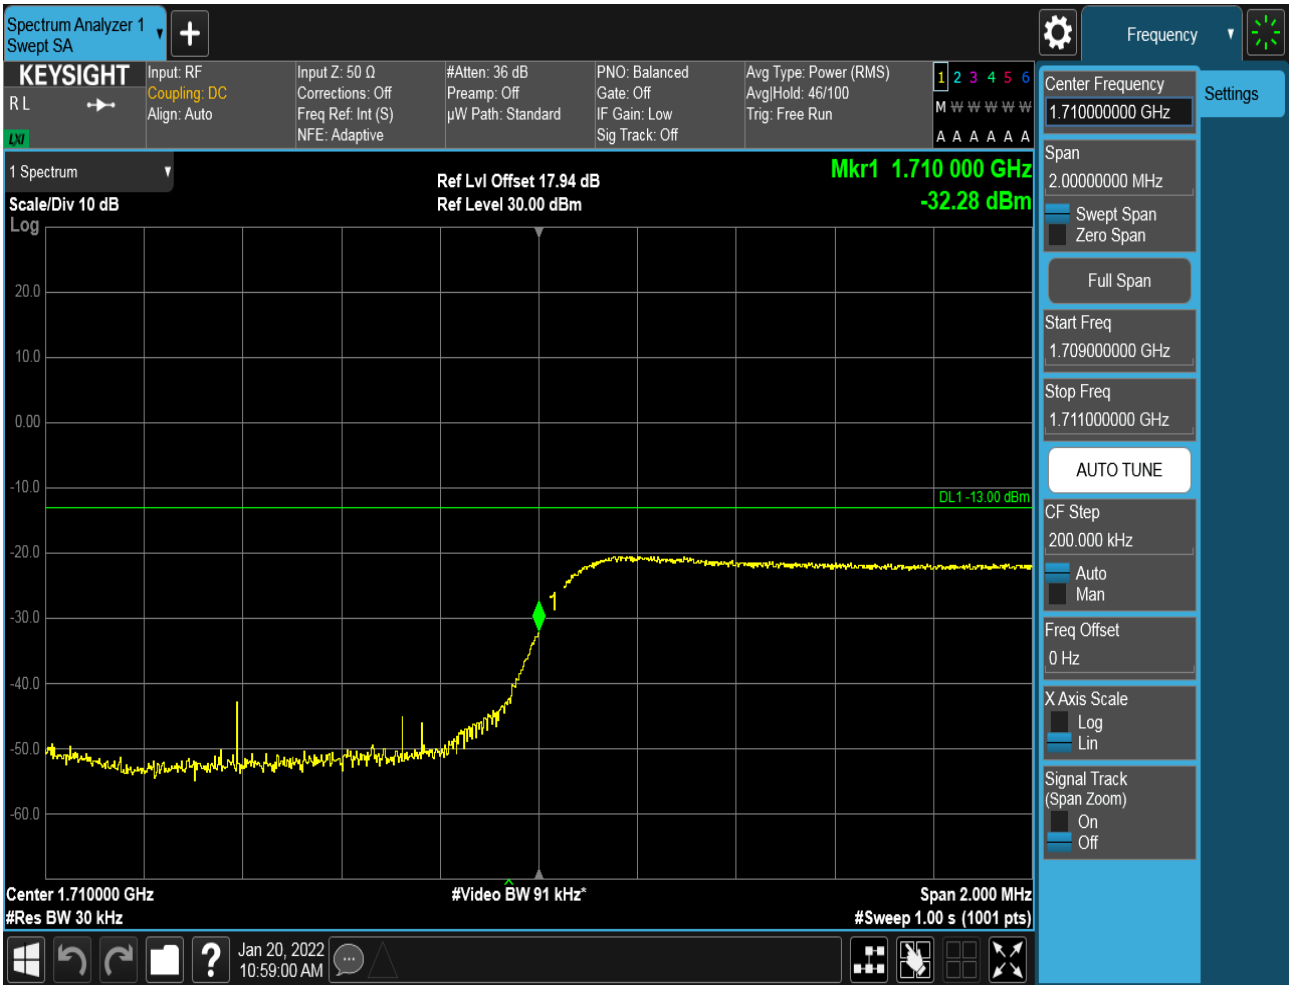 Spectrum Analyzer 1
Swept SA
+
Frequency
KEYSIGHT
R L
LXI
Input: RF
Coupling: DC
Align: Auto
Input Z: 50 Ω
Corrections: Off
Freq Ref: Int (S)
NFE: Adaptive
#Atten: 36 dB
Preamp: Off
µW Path: Standard
PNO: Balanced
Gate: Off
IF Gain: Low
Sig Track: Off
Avg Type: Power (RMS)
Avg|Hold: 46/100
Trig: Free Run
1 2 3 4 5 6
M W W W W W
A A A A A A
1 Spectrum
Scale/Div 10 dB
Log
Ref Lvl Offset 17.94 dB
Ref Level 30.00 dBm
Mkr1 1.710 000 GHz
-32.28 dBm
20.0
10.0
0.00
-10.0
DL1 -13.00 dBm
-20.0
1
-30.0
-40.0
-50.0
-60.0
Center 1.710000 GHz
#Video BW 91 kHz*
Span 2.000 MHz
#Res BW 30 kHz
#Sweep 1.00 s (1001 pts)
?
Jan 20, 2022
10:59:00 AM
Center Frequency
1.710000000 GHz
Settings
Span
2.00000000 MHz
Swept Span
Zero Span
Full Span
Start Freq
1.709000000 GHz
Stop Freq
1.711000000 GHz
AUTO TUNE
CF Step
200.000 kHz
Auto
Man
Freq Offset
0 Hz
X Axis Scale
Log
Lin
Signal Track
(Span Zoom)
On
Off